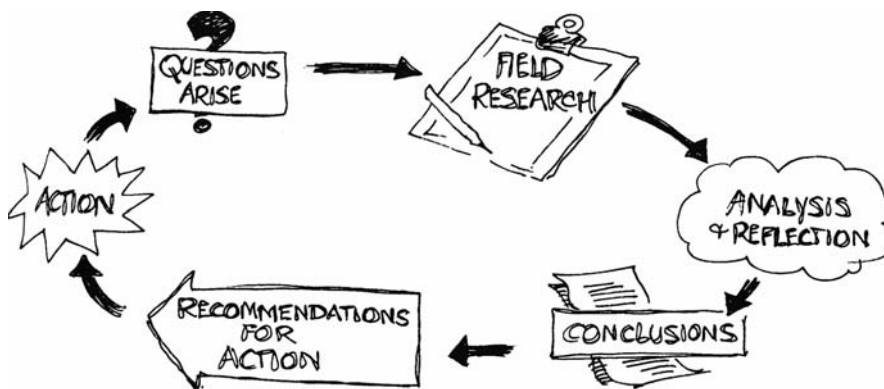 QUESTIONS
ARISE
FIELD
RESEARCH
ANALYSIS
& REFLECTION
CONCLUSIONS
RECOMMENDATIONS
FOR
ACTION
ACTION